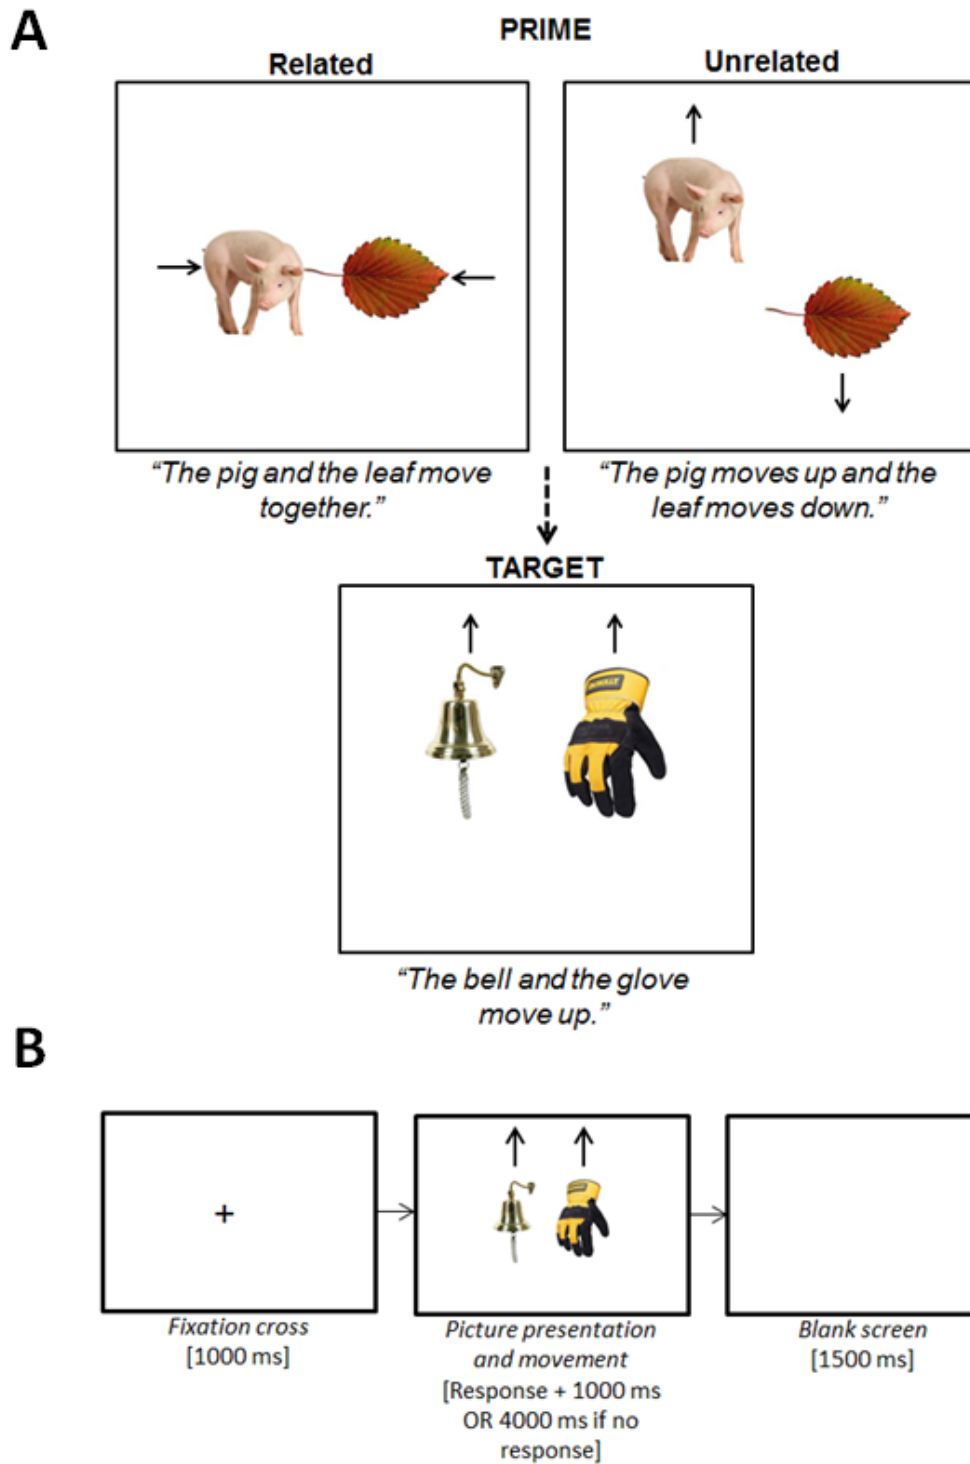 A
PRIME
Related
Unrelated
“The pig and the leaf move
together.”
“The pig moves up and the
leaf moves down.”
TARGET
“The bell and the glove
move up.”
B
+
Fixation cross
[1000 ms]
Picture presentation
and movement
[Response + 1000 ms
OR 4000 ms if no
response]
Blank screen
[1500 ms]